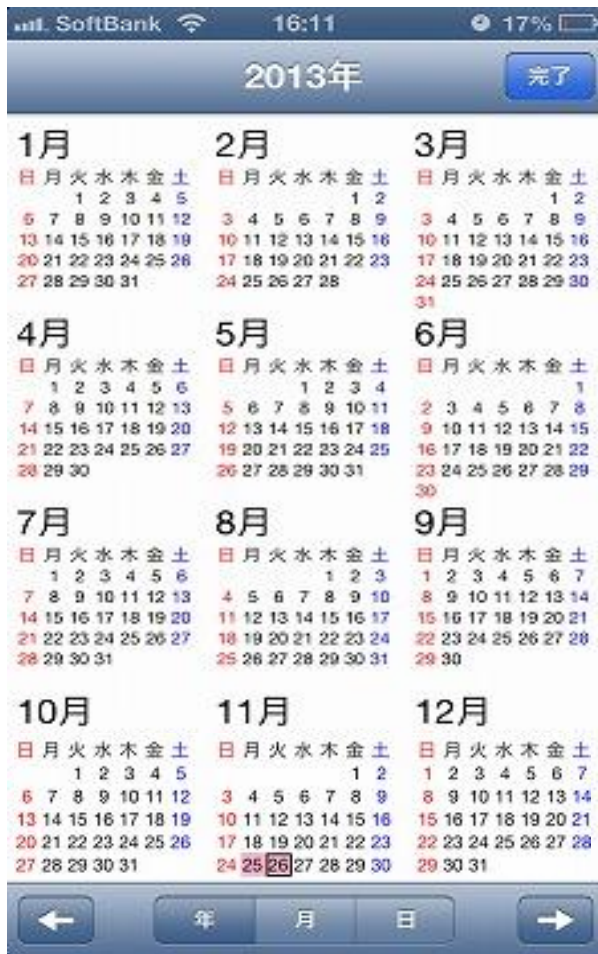 SoftBank 16:11 17%
2013年 完了
1月 2月 3月
日 月 火 水 木 金 土 日 月 火 水 木 金 土 日 月 火 水 木 金 土
1 2 3 4 5 1 2 1 2
6 7 8 9 10 11 12 3 4 5 6 7 8 9 3 4 5 6 7 8 9
13 14 15 16 17 18 19 10 11 12 13 14 15 16 10 11 12 13 14 15 16
20 21 22 23 24 25 26 17 18 19 20 21 22 23 17 18 19 20 21 22 23
27 28 29 30 31 24 25 26 27 28 24 25 26 27 28 29 30
31
4月 5月 6月
日 月 火 水 木 金 土 日 月 火 水 木 金 土 日 月 火 水 木 金 土
1 2 3 4 5 6 1 2 3 4 1
7 8 9 10 11 12 13 5 6 7 8 9 10 11 2 3 4 5 6 7 8
14 15 16 17 18 19 20 12 13 14 15 16 17 18 9 10 11 12 13 14 15
21 22 23 24 25 26 27 19 20 21 22 23 24 25 16 17 18 19 20 21 22
28 29 30 26 27 28 29 30 31 23 24 25 26 27 28 29
30
7月 8月 9月
日 月 火 水 木 金 土 日 月 火 水 木 金 土 日 月 火 水 木 金 土
1 2 3 4 5 6 1 2 3 1 2 3 4 5 6 7
7 8 9 10 11 12 13 4 5 6 7 8 9 10 8 9 10 11 12 13 14
14 15 16 17 18 19 20 11 12 13 14 15 16 17 15 16 17 18 19 20 21
21 22 23 24 25 26 27 18 19 20 21 22 23 24 22 23 24 25 26 27 28
28 29 30 31 25 26 27 28 29 30 31 29 30
10月 11月 12月
日 月 火 水 木 金 土 日 月 火 水 木 金 土 日 月 火 水 木 金 土
1 2 3 4 5 1 2 1 2 3 4 5 6 7
6 7 8 9 10 11 12 3 4 5 6 7 8 9 8 9 10 11 12 13 14
13 14 15 16 17 18 19 10 11 12 13 14 15 16 15 16 17 18 19 20 21
20 21 22 23 24 25 26 17 18 19 20 21 22 23 22 23 24 25 26 27 28
27 28 29 30 31 24 25 26 27 28 29 30 29 30 31
年 月 日